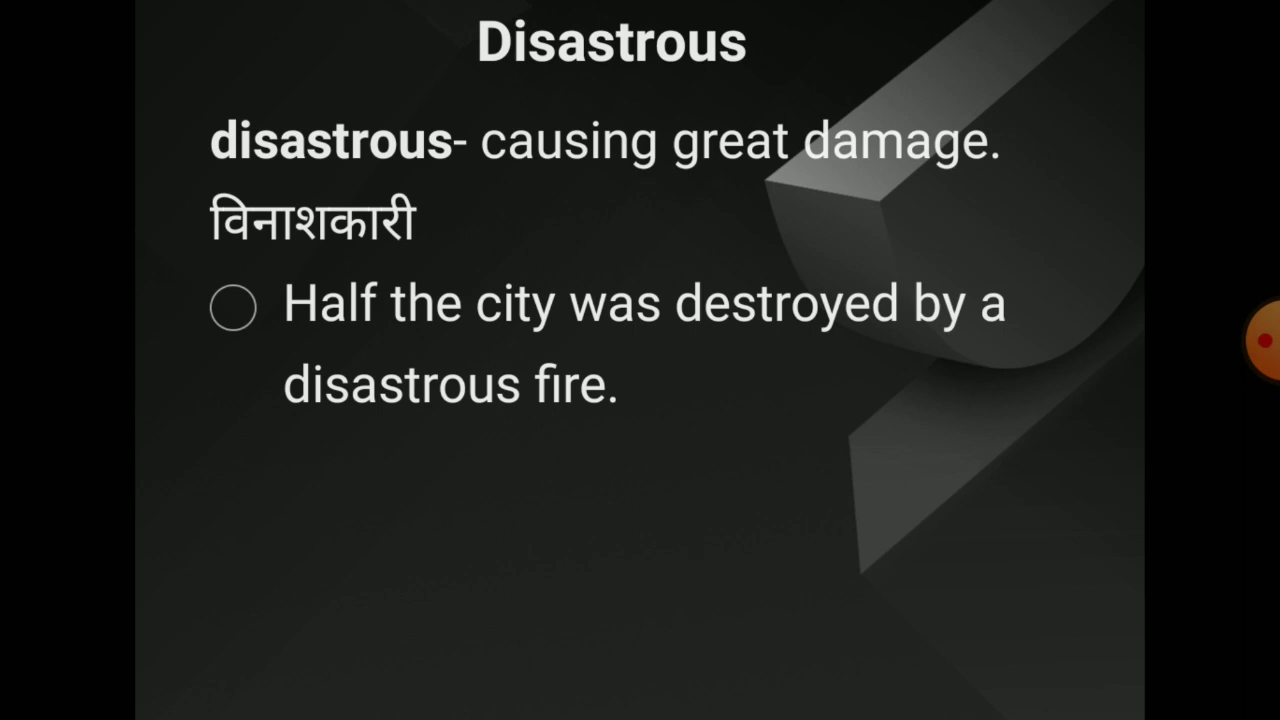 Disastrous
disastrous- causing great damage.
विनाशकारी
Half the city was destroyed by a
disastrous fire.